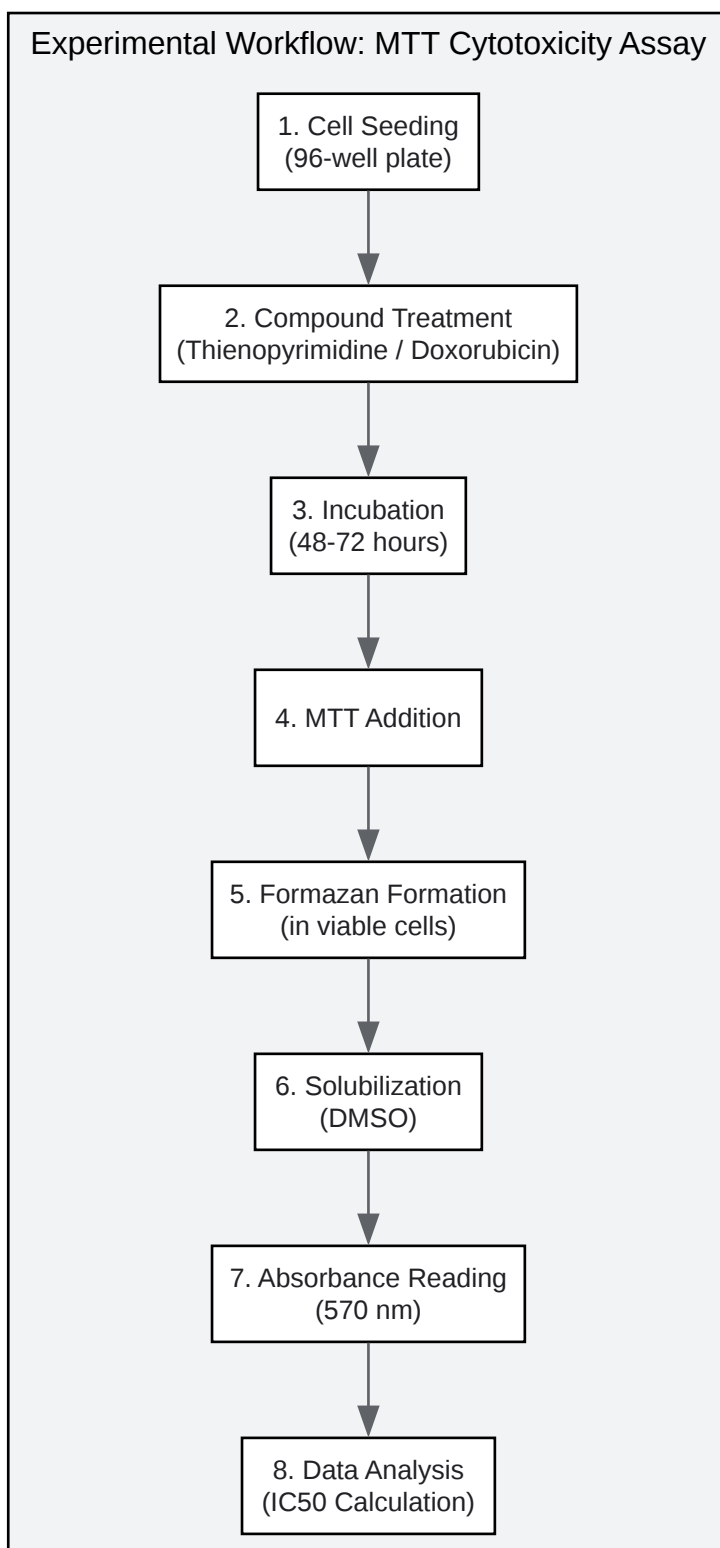 Experimental Workflow: MTT Cytotoxicity Assay
1. Cell Seeding
(96-well plate)
2. Compound Treatment
(Thienopyrimidine / Doxorubicin)
3. Incubation
(48-72 hours)
4. MTT Addition
5. Formazan Formation
(in viable cells)
6. Solubilization
(DMSO)
7. Absorbance Reading
(570 nm)
8. Data Analysis
(IC50 Calculation)